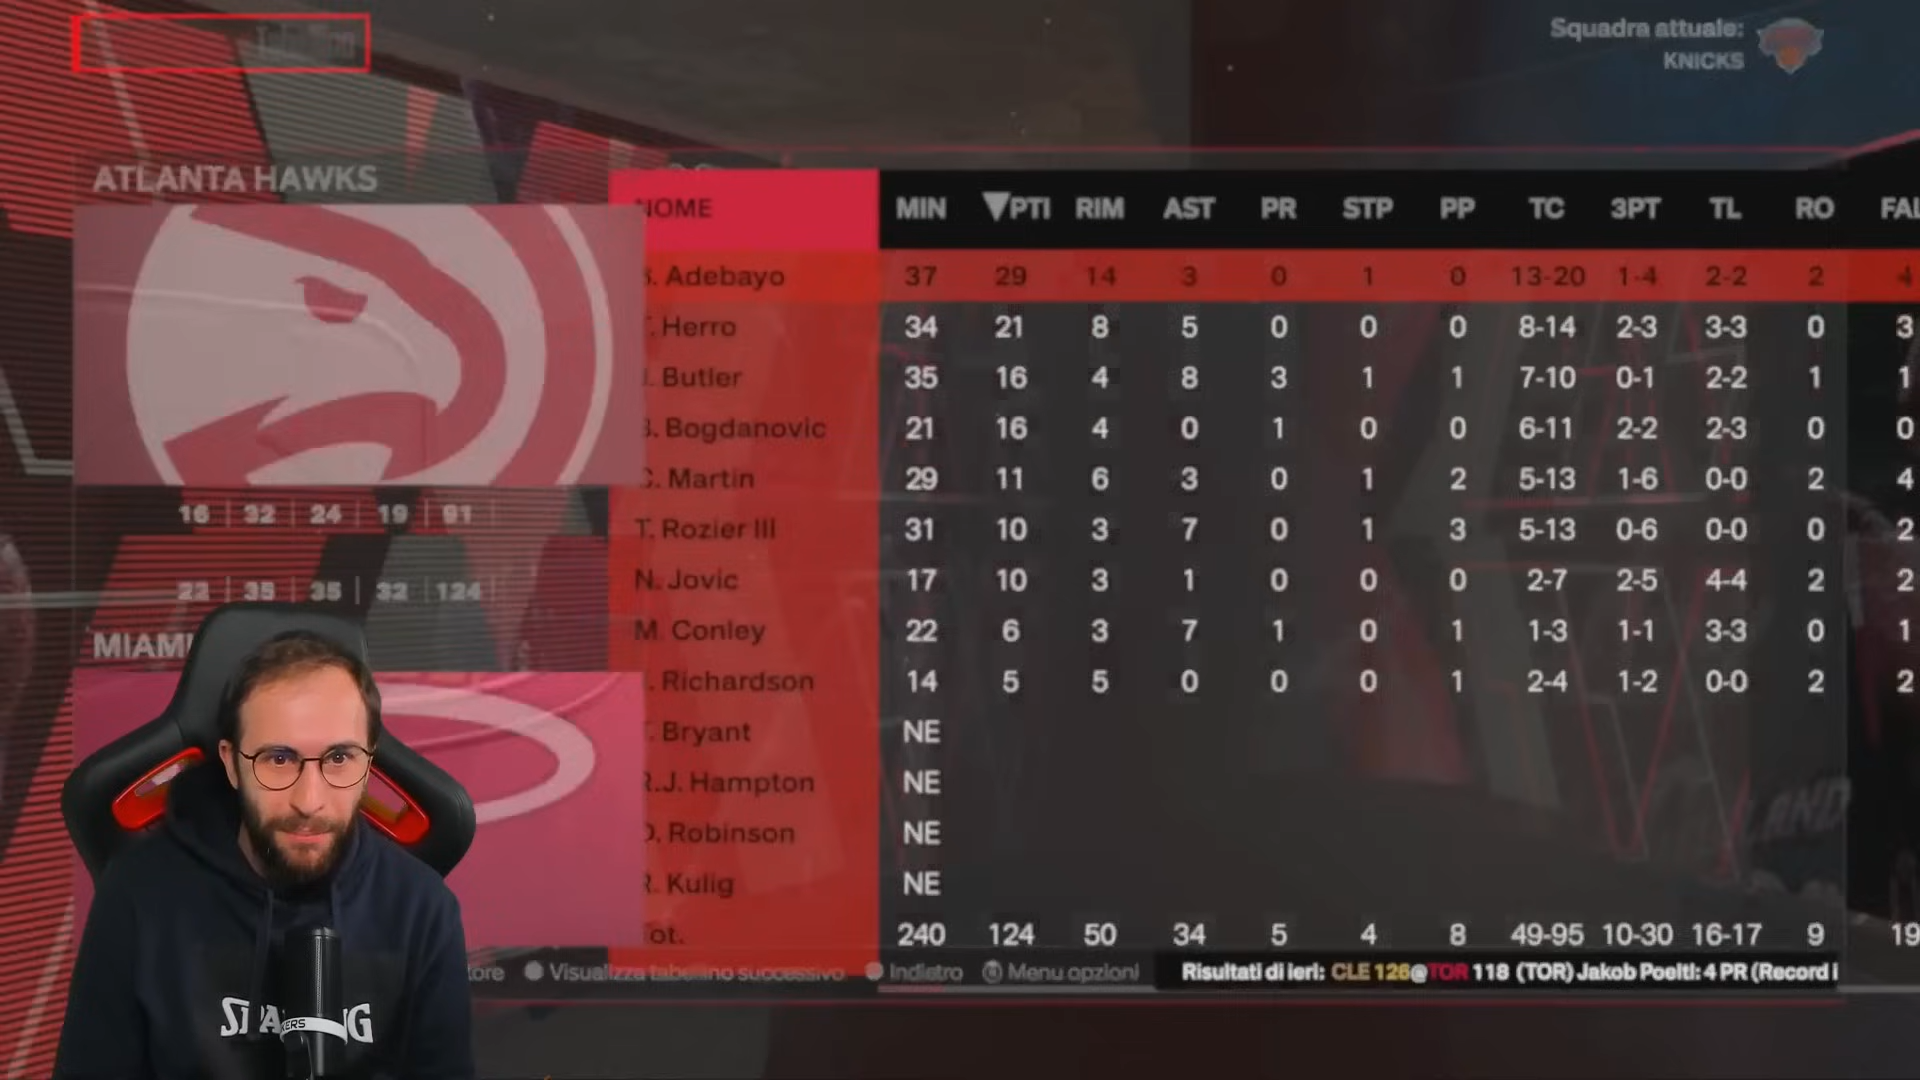 Squadra attuale:
KNICKS
ATLANTA HAWKS
16 32 24 19 91
22 35 35 32 124
MIAMI
NOME MIN PTI RIM AST PR STP PP TC 3PT TL RO FAL
B. Adebayo 37 29 14 3 0 1 0 13-20 1-4 2-2 2 4
T. Herro 34 21 8 5 0 0 0 8-14 2-3 3-3 0 3
J. Butler 35 16 4 8 3 1 1 7-10 0-1 2-2 1 1
B. Bogdanovic 21 16 4 0 1 0 0 6-11 2-2 2-3 0 0
C. Martin 29 11 6 3 0 1 2 5-13 1-6 0-0 2 4
T. Rozier III 31 10 3 7 0 1 3 5-13 0-6 0-0 0 2
N. Jovic 17 10 3 1 0 0 0 2-7 2-5 4-4 2 2
M. Conley 22 6 3 7 1 0 1 1-3 1-1 3-3 0 1
. Richardson 14 5 5 0 0 0 1 2-4 1-2 0-0 2 2
T. Bryant NE
R.J. Hampton NE
D. Robinson NE
R. Kulig NE
Tot. 240 124 50 34 5 4 8 49-95 10-30 16-17 9 19
tore Visualizza tabellino successivo Indietro Menu opzioni
Risultati di ieri: CLE 126@TOR 118 (TOR) Jakob Poeltl: 4 PR (Record i
SPA NG
KERS